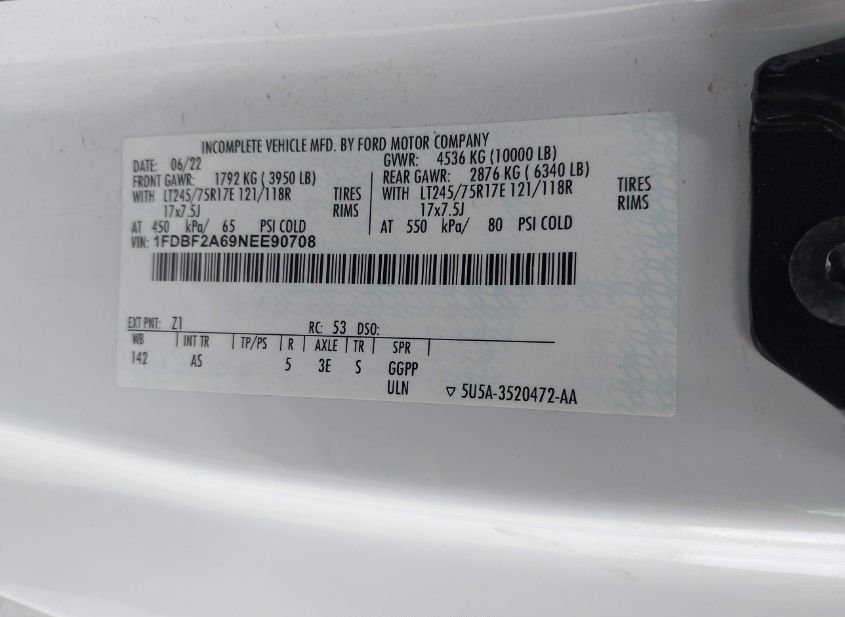 INCOMPLETE VEHICLE MFD. BY FORD MOTOR COMPANY
DATE: 06/22 GVWR: 4536 KG (10000 LB)
FRONT GAWR: 1792 KG ( 3950 LB) REAR GAWR: 2876 KG ( 6340 LB)
WITH LT245/75R17E 121/118R TIRES WITH LT245/75R17E 121/118R TIRES
17x7.5J RIMS 17x7.5J RIMS
AT 450 kPa/ 65 PSI COLD AT 550 kPa/ 80 PSI COLD
VIN: 1FDBF2A69NEE90708
EXT PNT: Z1 RC: 53 DSO:
WB INT TR TP/PS R AXLE TR SPR
142 AS 5 3E S GGPP
ULN ▽ 5U5A-3520472-AA